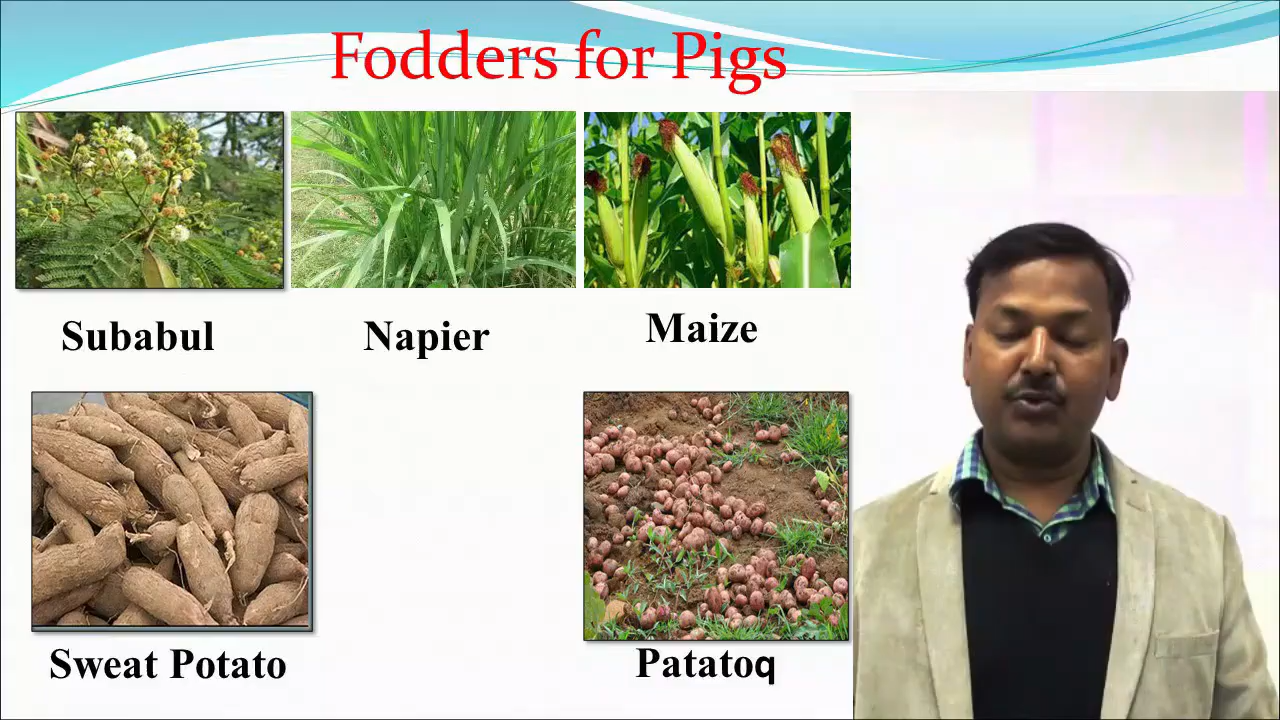 Fodders for Pigs
Subabul
Napier
Maize
Sweat Potato
Patatoq